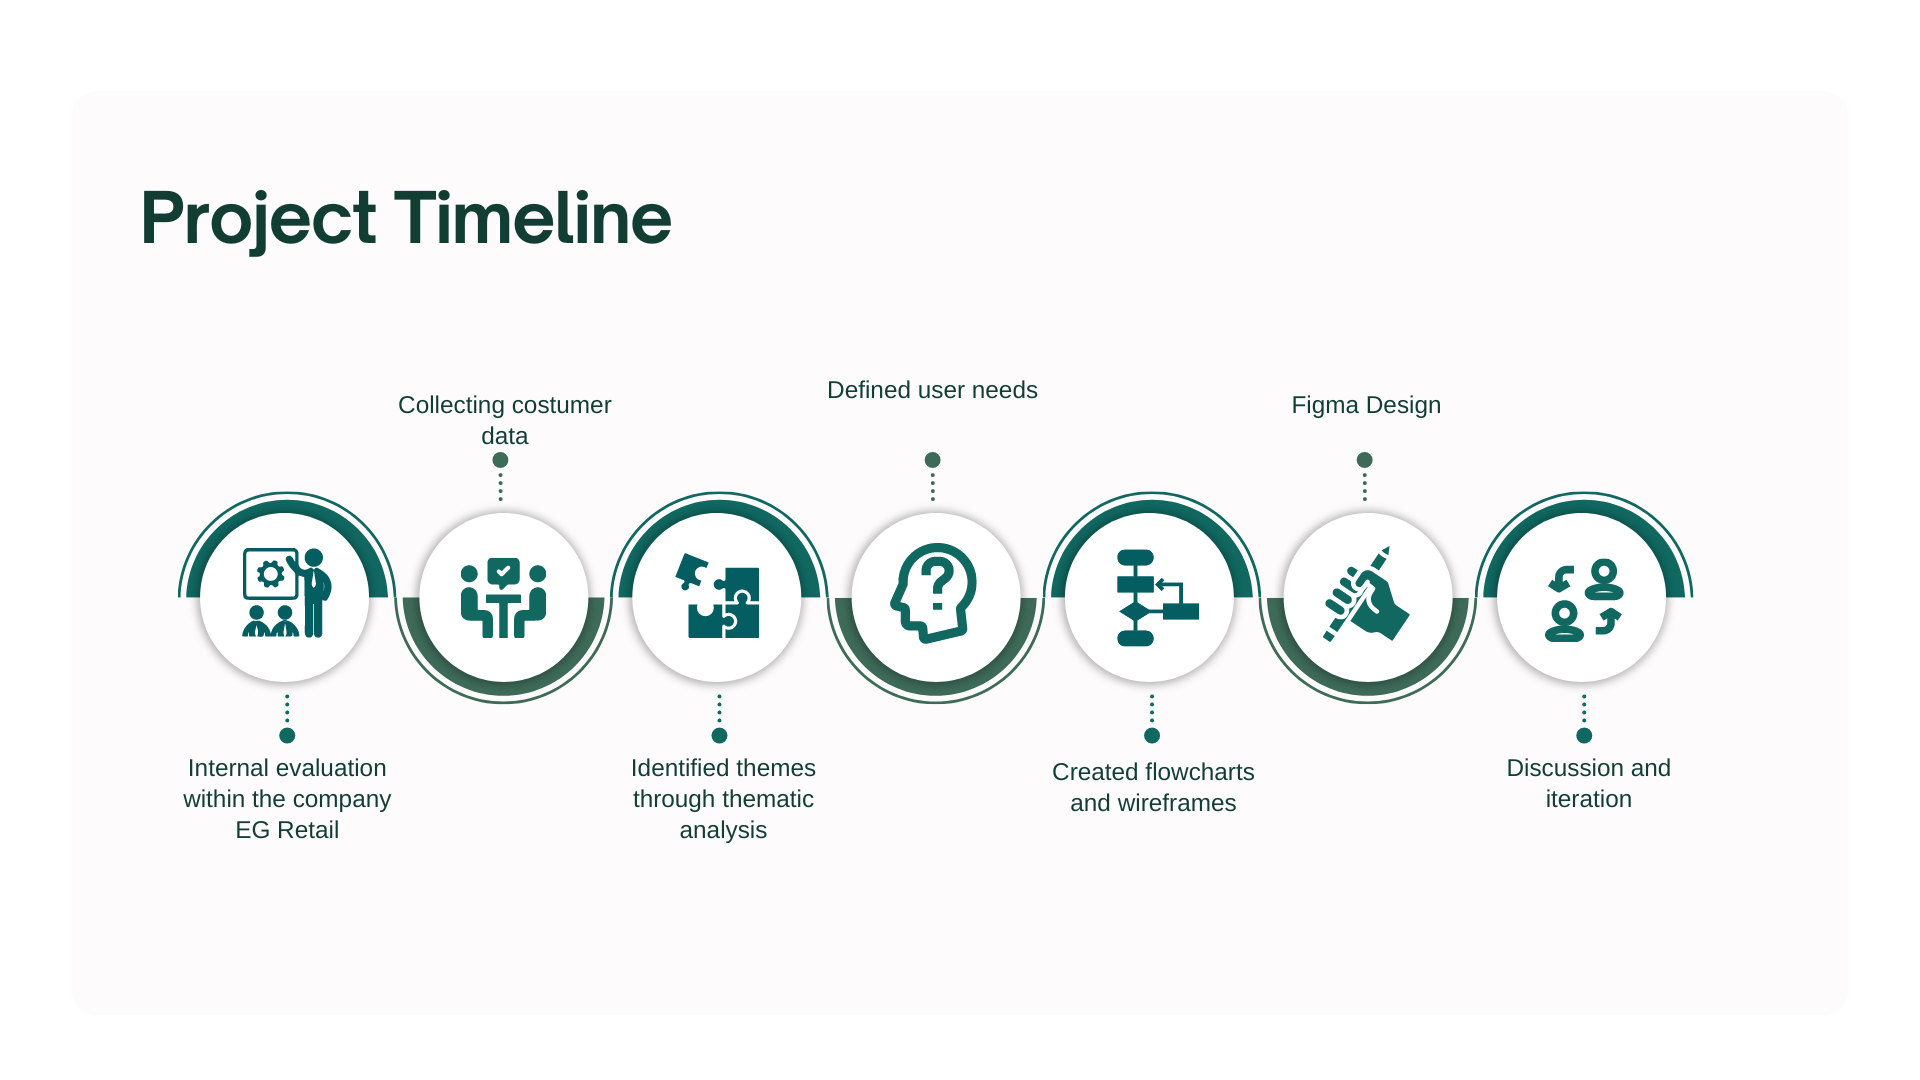 Project Timeline
Collecting costumer
data
Defined user needs
Figma Design
Internal evaluation
within the company
EG Retail
Identified themes
through thematic
analysis
Created flowcharts
and wireframes
Discussion and
iteration